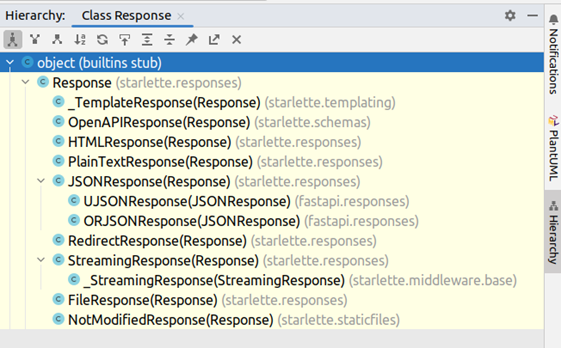 Hierarchy: Class Response
object (builtins stub)
Response (starlette.responses)
_TemplateResponse(Response) (starlette.templating)
OpenAPIResponse(Response) (starlette.schemas)
HTMLResponse(Response) (starlette.responses)
PlainTextResponse(Response) (starlette.responses)
JSONResponse(Response) (starlette.responses)
UJSONResponse(JSONResponse) (fastapi.responses)
ORJSONResponse(JSONResponse) (fastapi.responses)
RedirectResponse(Response) (starlette.responses)
StreamingResponse(Response) (starlette.responses)
_StreamingResponse(StreamingResponse) (starlette.middleware.base)
FileResponse(Response) (starlette.responses)
NotModifiedResponse(Response) (starlette.staticfiles)
Notifications
PlantUML
Hierarchy